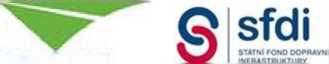 sfdi
STÁTNÍ FOND DOPRAVNÍ
INFRASTRUKTURY